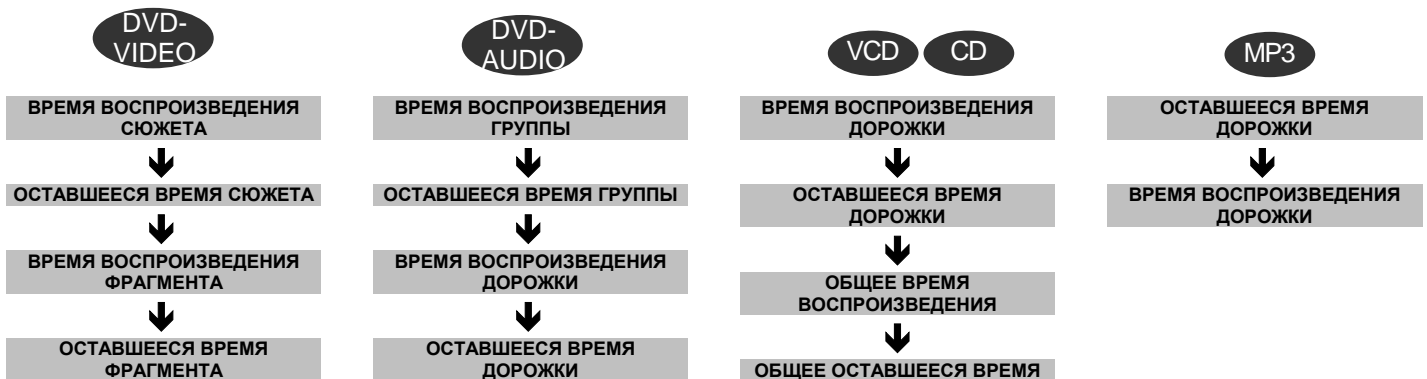 DVD-
VIDEO
ВРЕМЯ ВОСПРОИЗВЕДЕНИЯ
СЮЖЕТА
ОСТАВШЕЕСЯ ВРЕМЯ СЮЖЕТА
ВРЕМЯ ВОСПРОИЗВЕДЕНИЯ
ФРАГМЕНТА
ОСТАВШЕЕСЯ ВРЕМЯ
ФРАГМЕНТА
DVD-
AUDIO
ВРЕМЯ ВОСПРОИЗВЕДЕНИЯ
ГРУППЫ
ОСТАВШЕЕСЯ ВРЕМЯ ГРУППЫ
ВРЕМЯ ВОСПРОИЗВЕДЕНИЯ
ДОРОЖКИ
ОСТАВШЕЕСЯ ВРЕМЯ
ДОРОЖКИ
VCD CD
ВРЕМЯ ВОСПРОИЗВЕДЕНИЯ
ДОРОЖКИ
ОСТАВШЕЕСЯ ВРЕМЯ
ДОРОЖКИ
ОБЩЕЕ ВРЕМЯ
ВОСПРОИЗВЕДЕНИЯ
ОБЩЕЕ ОСТАВШЕЕСЯ ВРЕМЯ
MP3
ОСТАВШЕЕСЯ ВРЕМЯ
ДОРОЖКИ
ВРЕМЯ ВОСПРОИЗВЕДЕНИЯ
ДОРОЖКИ